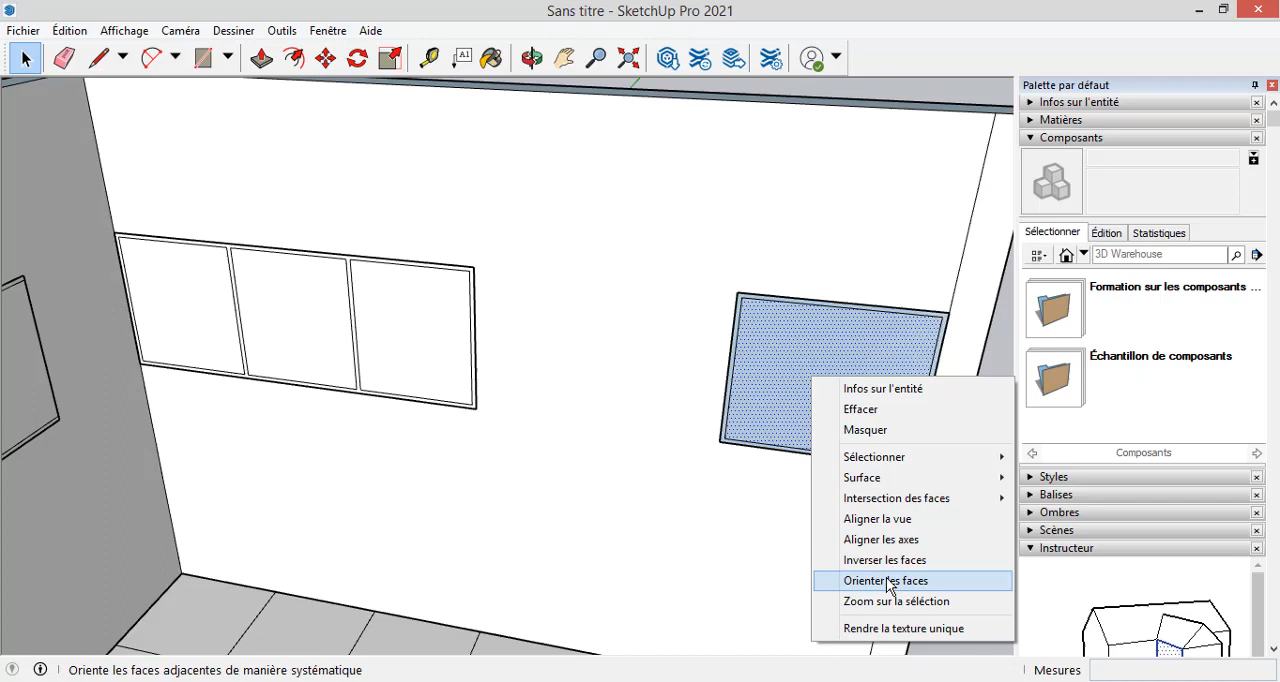 Sans titre - SketchUp Pro 2021
Fichier Édition Affichage Caméra Dessiner Outils Fenêtre Aide
A1
Palette par défaut
Infos sur l'entité
Matières
Composants
Sélectionner Édition Statistiques
3D Warehouse
Formation sur les composants ...
Échantillon de composants
Composants
Styles
Balises
Ombres
Scènes
Instructeur
Infos sur l'entité
Effacer
Masquer
Sélectionner
Surface
Intersection des faces
Aligner la vue
Aligner les axes
Inverser les faces
Orienter les faces
Zoom sur la séléction
Rendre la texture unique
Oriente les faces adjacentes de manière systématique
Mesures